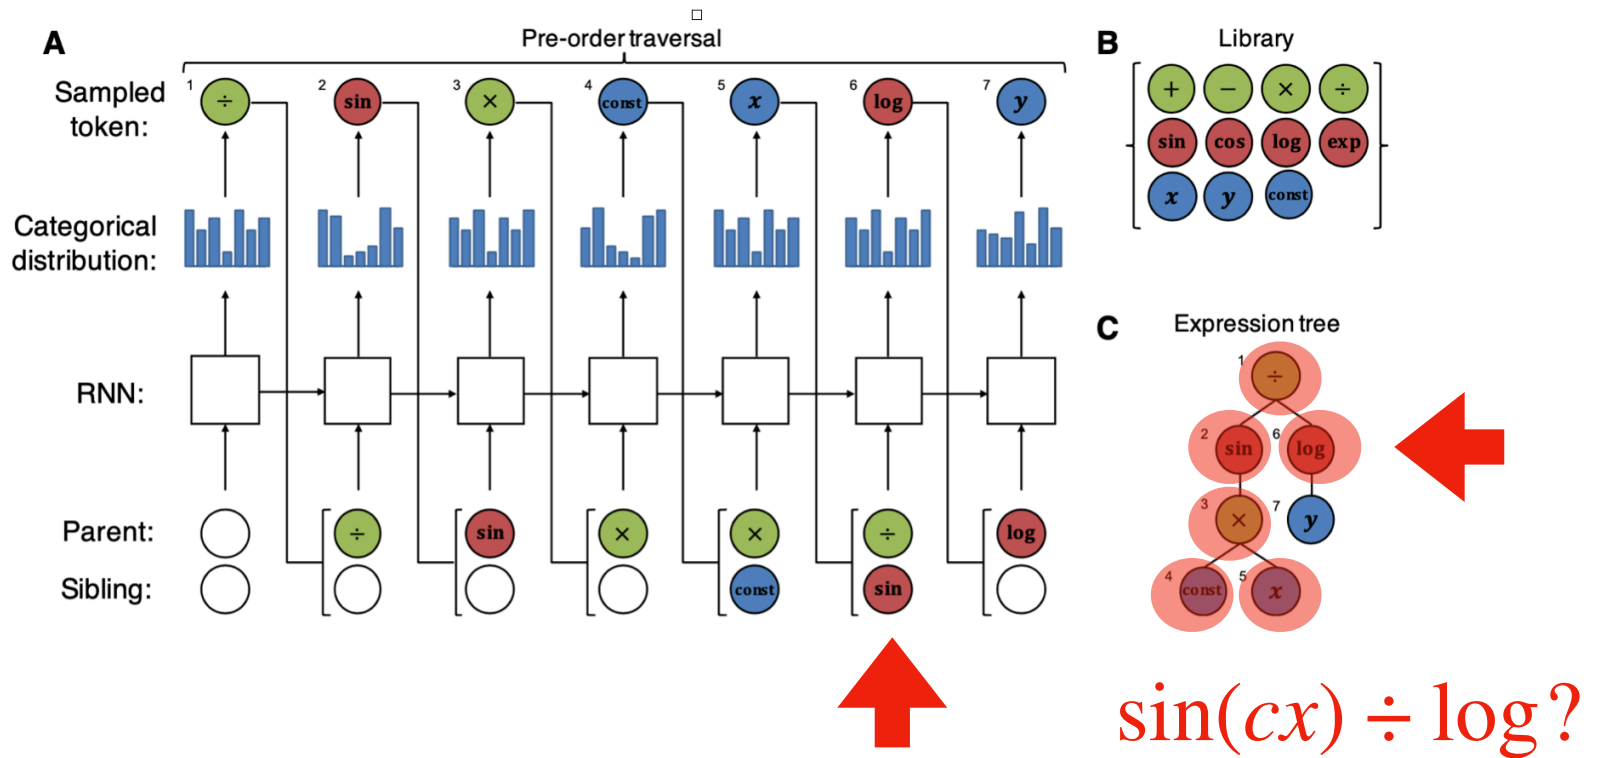 A
Pre-order traversal
Sampled token:
1 ÷ 2 sin 3 × 4 const 5 x 6 log 7 y
Categorical distribution:
RNN:
Parent: ÷ sin × × ÷ log
Sibling: const sin
B
Library
+ − × ÷
sin cos log exp
x y const
C
Expression tree
1 ÷
2 sin 6 log
3 × 7 y
4 const 5 x
sin(cx) ÷ log?